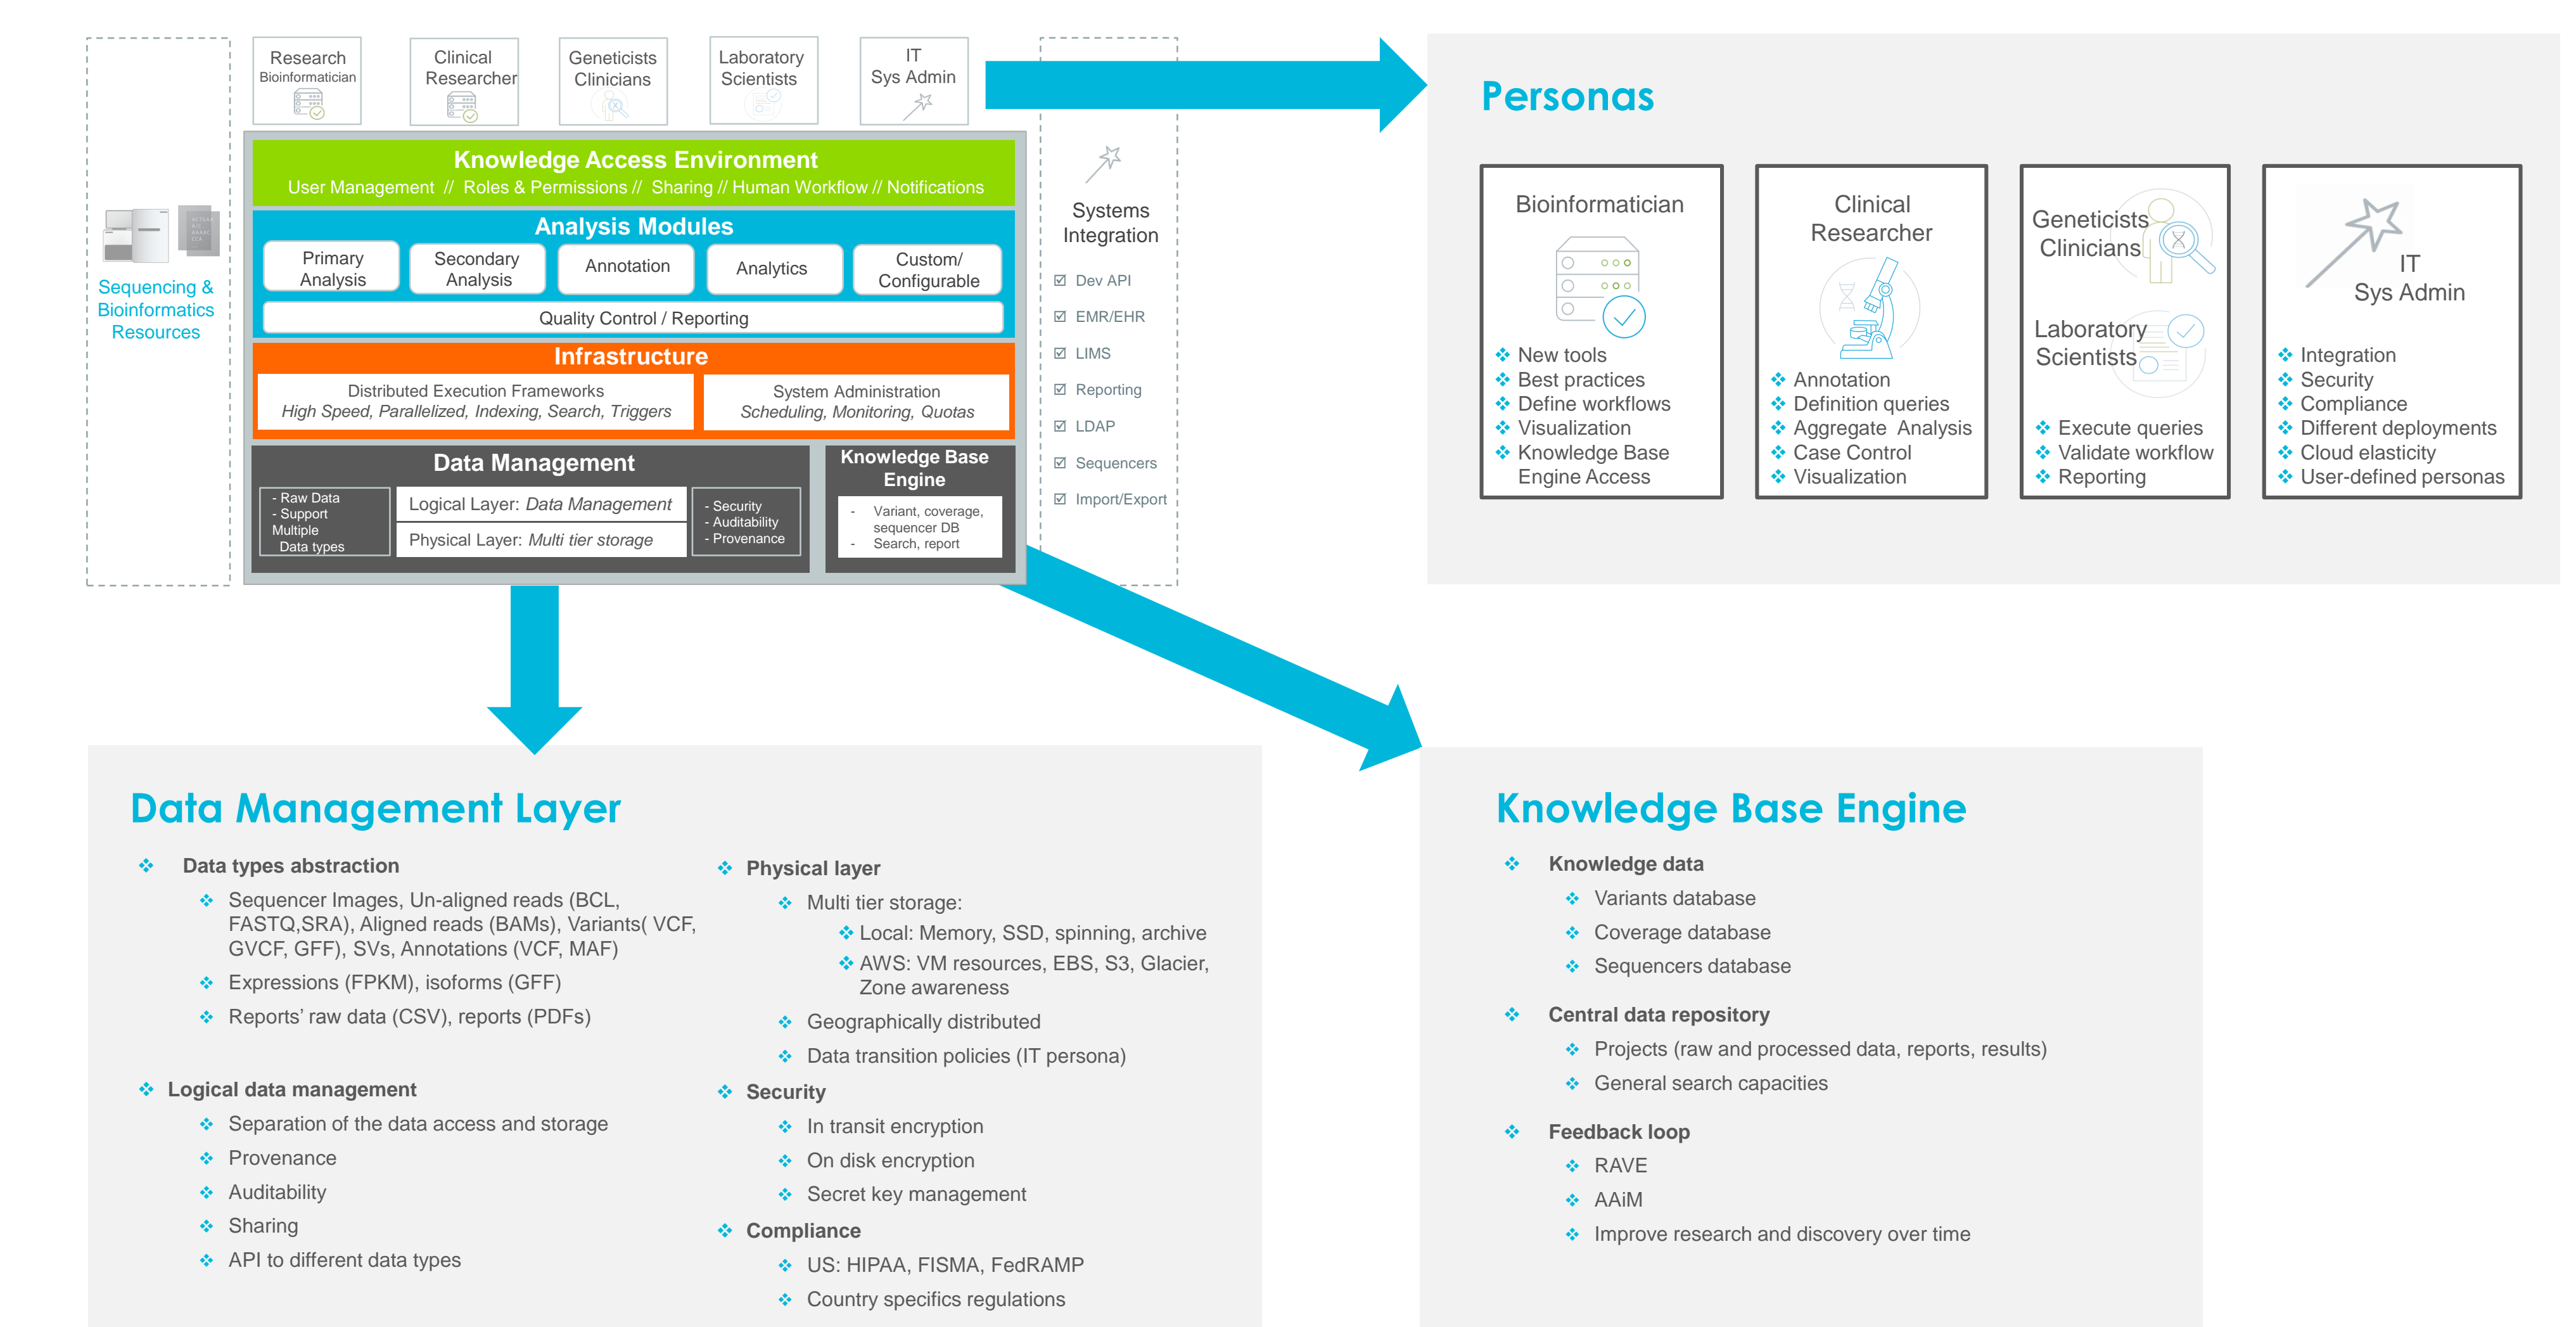 Research
Bioinformatician
Clinical
Researcher
Geneticists
Clinicians
Laboratory
Scientists
IT
Sys Admin
Sequencing &
Bioinformatics
Resources
Knowledge Access Environment
User Management // Roles & Permissions // Sharing // Human Workflow // Notifications
Analysis Modules
Primary
Analysis
Secondary
Analysis
Annotation
Analytics
Custom/
Configurable
Quality Control / Reporting
Infrastructure
Distributed Execution Frameworks
High Speed, Parallelized, Indexing, Search, Triggers
System Administration
Scheduling, Monitoring, Quotas
Data Management
- Raw Data
- Support
Multiple
Data types
Logical Layer: Data Management
Physical Layer: Multi tier storage
- Security
- Auditability
- Provenance
Knowledge Base
Engine
- Variant, coverage,
sequencer DB
- Search, report
Systems
Integration
☑ Dev API
☑ EMR/EHR
☑ LIMS
☑ Reporting
☑ LDAP
☑ Sequencers
☑ Import/Export
Personas
Bioinformatician
❖ New tools
❖ Best practices
❖ Define workflows
❖ Visualization
❖ Knowledge Base
Engine Access
Clinical
Researcher
❖ Annotation
❖ Definition queries
❖ Aggregate Analysis
❖ Case Control
❖ Visualization
Geneticists
Clinicians
Laboratory
Scientists
❖ Execute queries
❖ Validate workflow
❖ Reporting
IT
Sys Admin
❖ Integration
❖ Security
❖ Compliance
❖ Different deployments
❖ Cloud elasticity
❖ User-defined personas
Data Management Layer
❖ Data types abstraction
❖ Sequencer Images, Un-aligned reads (BCL,
FASTQ,SRA), Aligned reads (BAMs), Variants( VCF,
GVCF, GFF), SVs, Annotations (VCF, MAF)
❖ Expressions (FPKM), isoforms (GFF)
❖ Reports’ raw data (CSV), reports (PDFs)
❖ Logical data management
❖ Separation of the data access and storage
❖ Provenance
❖ Auditability
❖ Sharing
❖ API to different data types
❖ Physical layer
❖ Multi tier storage:
❖ Local: Memory, SSD, spinning, archive
❖ AWS: VM resources, EBS, S3, Glacier,
Zone awareness
❖ Geographically distributed
❖ Data transition policies (IT persona)
❖ Security
❖ In transit encryption
❖ On disk encryption
❖ Secret key management
❖ Compliance
❖ US: HIPAA, FISMA, FedRAMP
❖ Country specifics regulations
Knowledge Base Engine
❖ Knowledge data
❖ Variants database
❖ Coverage database
❖ Sequencers database
❖ Central data repository
❖ Projects (raw and processed data, reports, results)
❖ General search capacities
❖ Feedback loop
❖ RAVE
❖ AAiM
❖ Improve research and discovery over time